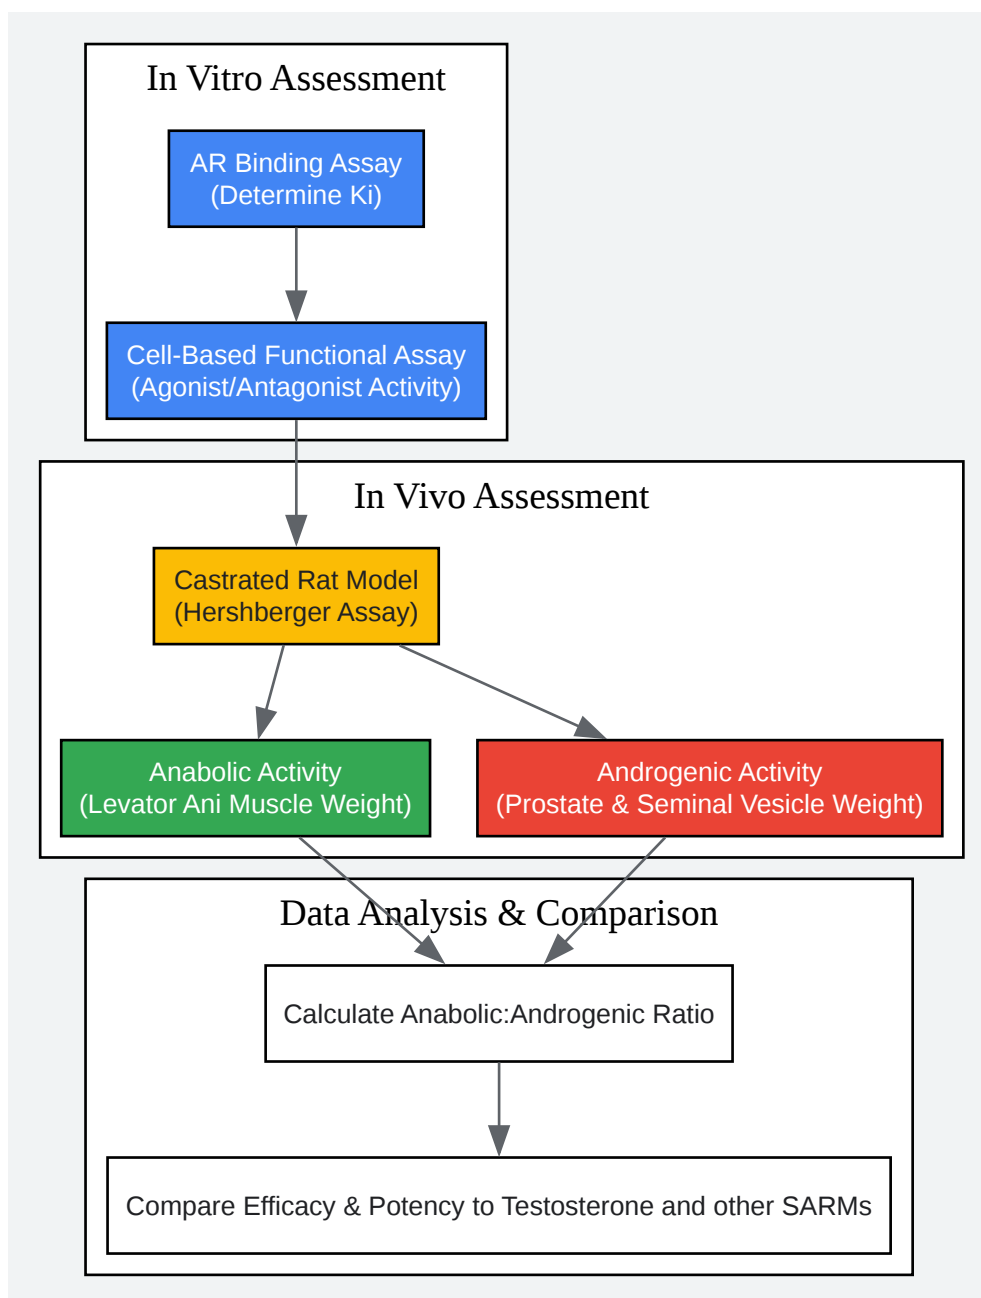 In Vitro Assessment
AR Binding Assay
(Determine Ki)
Cell-Based Functional Assay
(Agonist/Antagonist Activity)
In Vivo Assessment
Castrated Rat Model
(Hershberger Assay)
Anabolic Activity
(Levator Ani Muscle Weight)
Androgenic Activity
(Prostate & Seminal Vesicle Weight)
Data Analysis & Comparison
Calculate Anabolic:Androgenic Ratio
Compare Efficacy & Potency to Testosterone and other SARMs